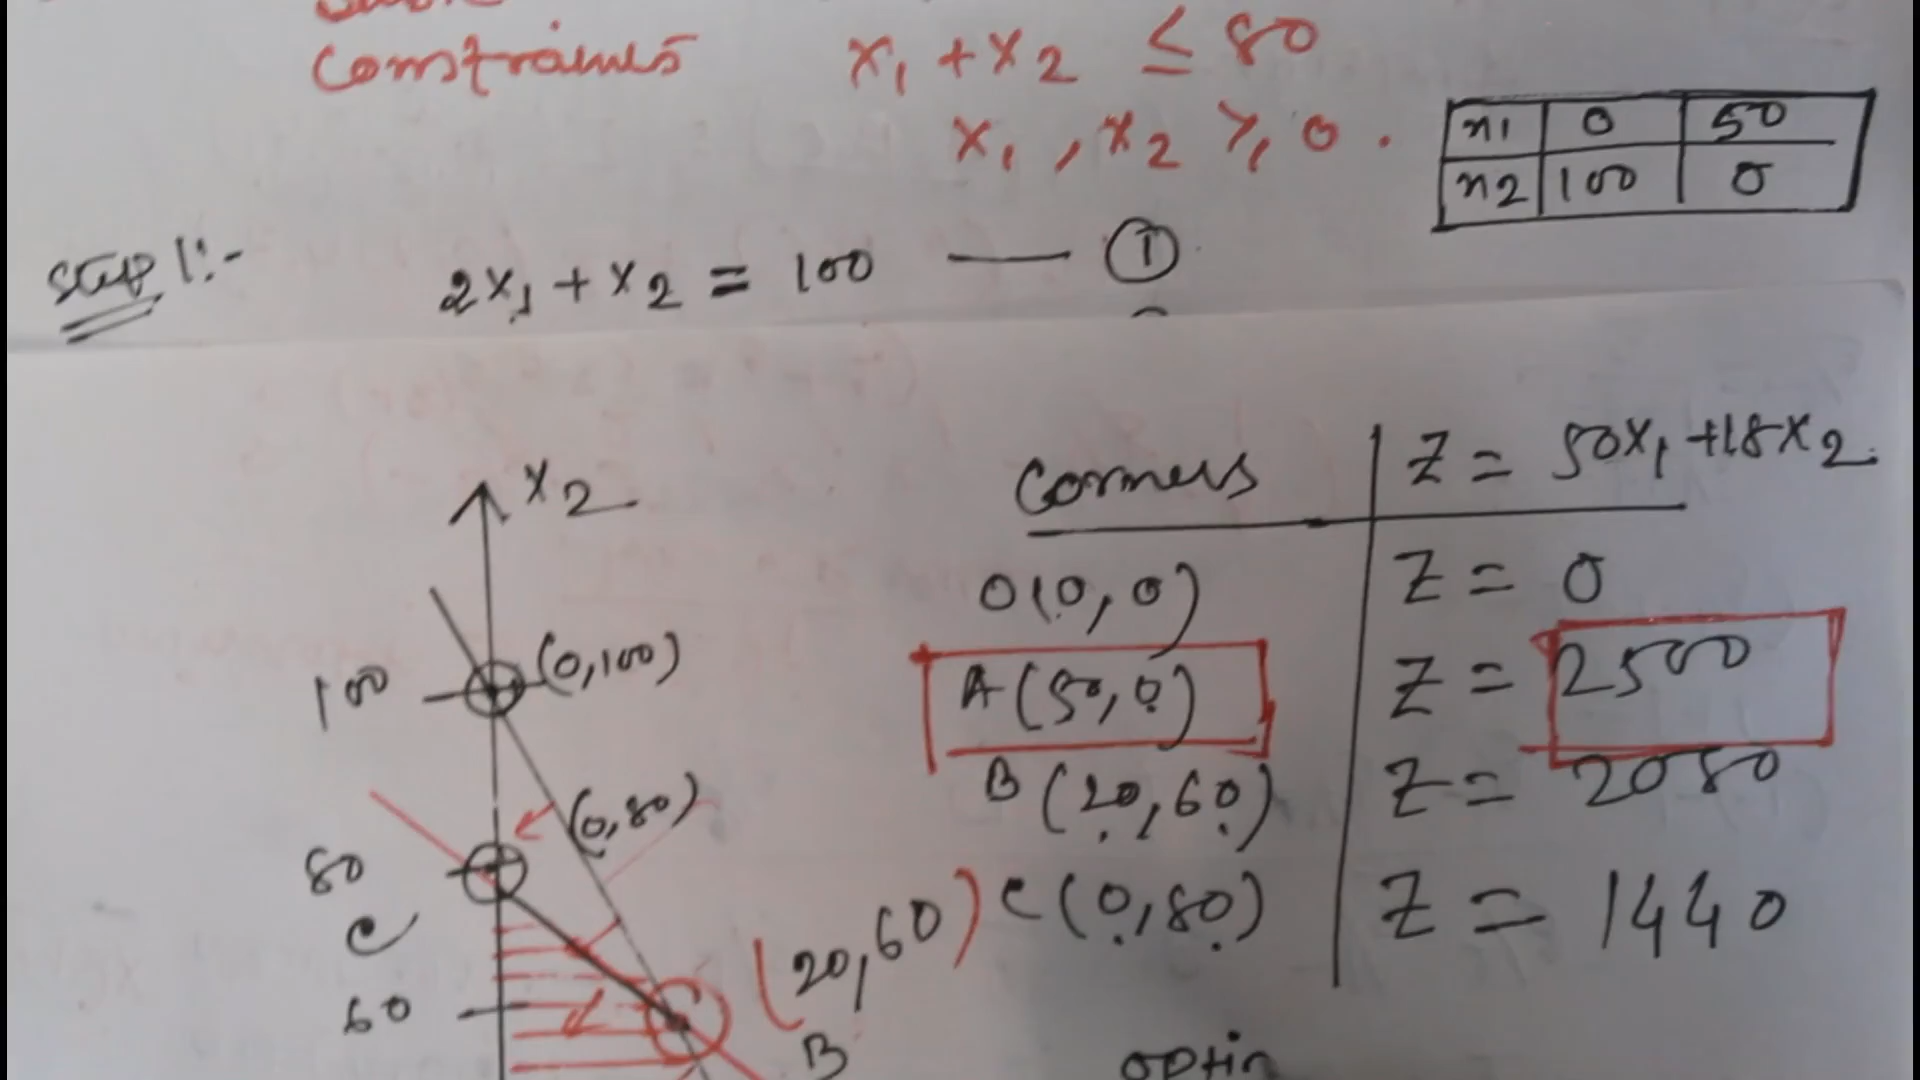 Constraints x₁ + x₂ ≤ 80
x₁ , x₂ ≥ 0 .
x1 | 0 | 50
x2 | 100 | 0
Step 1:-
2x₁ + x₂ = 100 — ①
Corners | Z = 50x₁ + 18x₂
O(0,0) | Z = 0
A(50,0) | Z = 2500
B(20,60) | Z = 2080
C(0,80) | Z = 1440
x₂
100
(0,100)
(0,80)
80
C
60
(20,60)
B